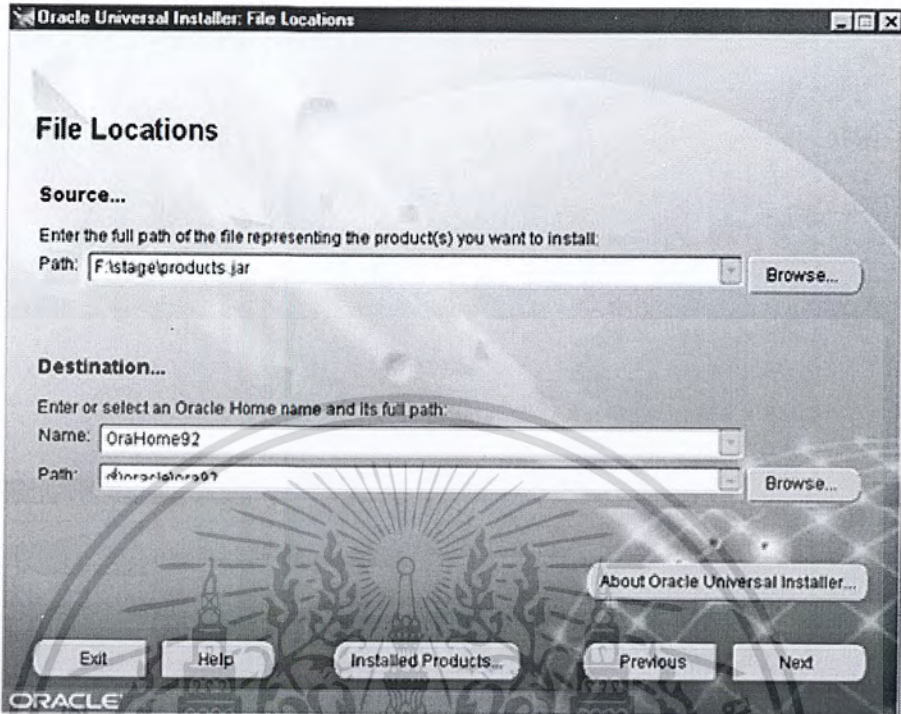 Oracle Universal Installer: File Locations
File Locations
Source...
Enter the full path of the file representing the product(s) you want to install:
Path: F:\stage\products.jar Browse...
Destination...
Enter or select an Oracle Home name and its full path:
Name: OraHome92
Path: Browse...
About Oracle Universal Installer...
Exit Help Installed Products... Previous Next
ORACLE